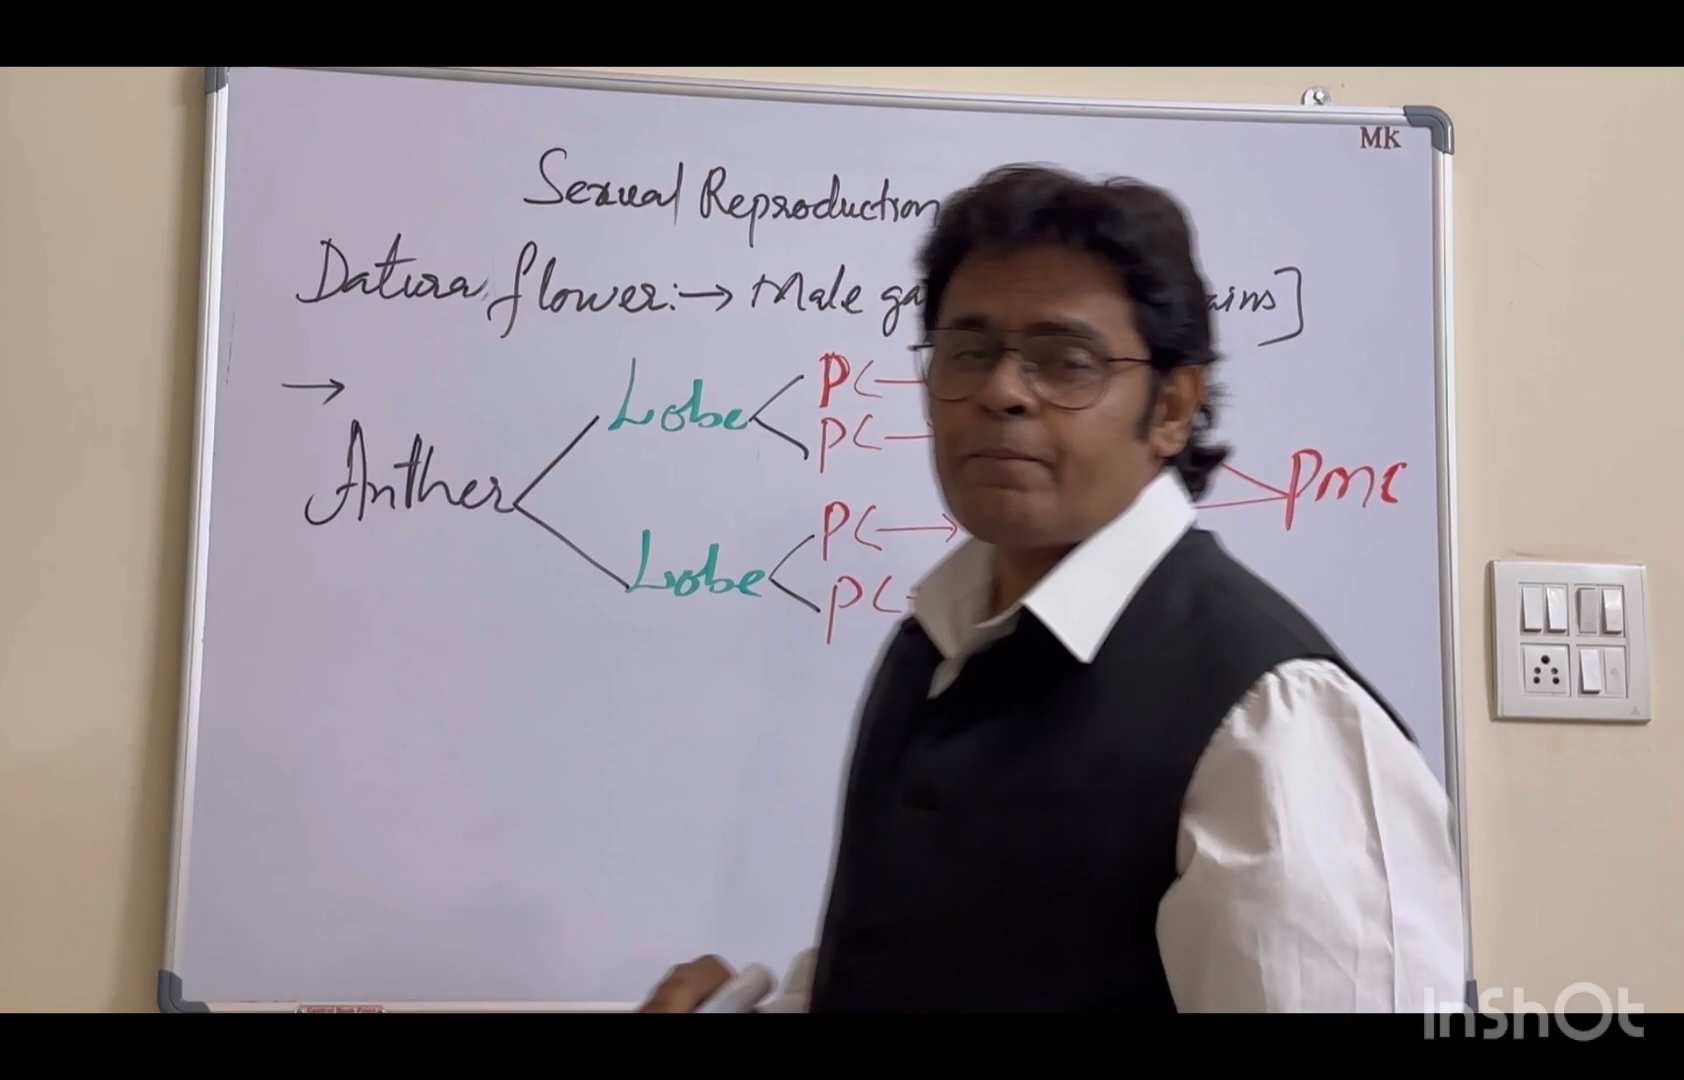 MK
Sexual Reproduction
Datura flower:→ Male ga ains]
→
Lobe PC
PC
Anther PMC
PC →
Lobe PC
InShOt